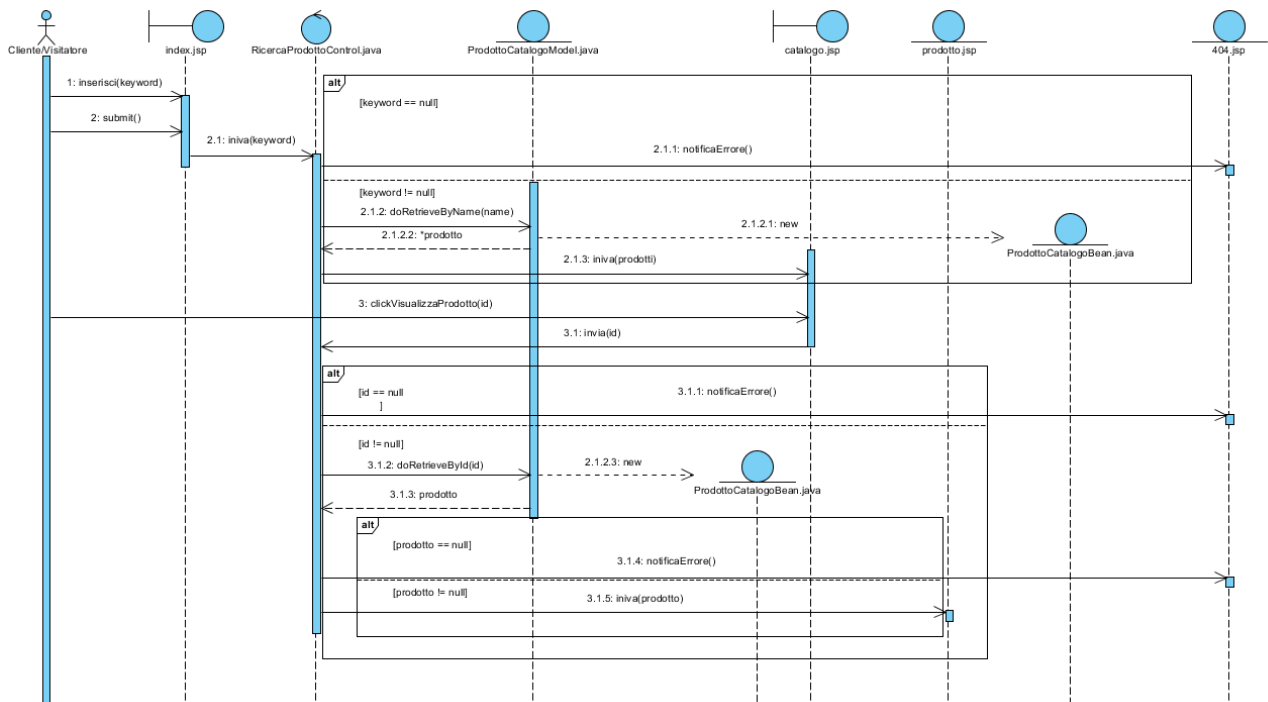 Cliente/Visitatore
index.jsp
RicercaProdottoControl.java
ProdottoCatalogoModel.java
catalogo.jsp
prodotto.jsp
404.jsp
alt
1: inserisci(keyword)
[keyword == null]
2: submit()
2.1: iniva(keyword)
2.1.1: notificaErrore()
[keyword != null]
2.1.2: doRetrieveByName(name)
2.1.2.1: new
2.1.2.2: *prodotto
ProdottoCatalogoBean.java
2.1.3: iniva(prodotti)
3: clickVisualizzaProdotto(id)
3.1: invia(id)
alt
[id == null
]
3.1.1: notificaErrore()
[id != null]
3.1.2: doRetrieveById(id)
2.1.2.3: new
ProdottoCatalogoBean.java
3.1.3: prodotto
alt
[prodotto == null]
3.1.4: notificaErrore()
[prodotto != null]
3.1.5: iniva(prodotto)